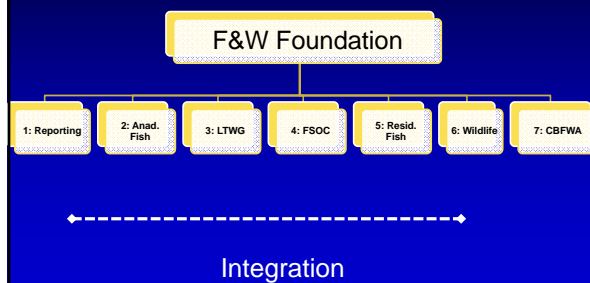 F&W Foundation
1: Reporting
2: Anad.
Fish
3: LTWG
4: FSOC
5: Resid.
Fish
6: Wildlife
7: CBFWA
Integration